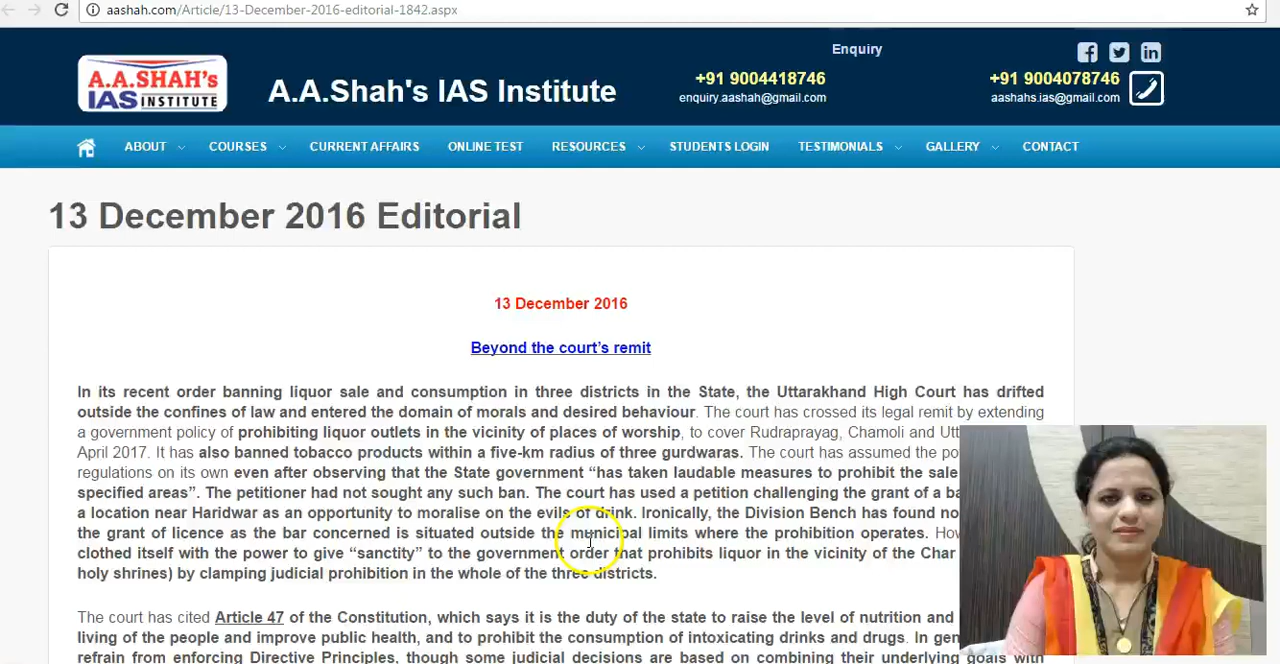 aashah.com/Article/13-December-2016-editorial-1842.aspx
A.A.SHAH's
IAS INSTITUTE
A.A.Shah's IAS Institute
Enquiry
+91 9004418746
enquiry.aashah@gmail.com
+91 9004078746
aashahs.ias@gmail.com
ABOUT COURSES CURRENT AFFAIRS ONLINE TEST RESOURCES STUDENTS LOGIN TESTIMONIALS GALLERY CONTACT
13 December 2016 Editorial
13 December 2016
Beyond the court's remit
In its recent order banning liquor sale and consumption in three districts in the State, the Uttarakhand High Court has drifted
outside the confines of law and entered the domain of morals and desired behaviour. The court has crossed its legal remit by extending
a government policy of prohibiting liquor outlets in the vicinity of places of worship, to cover Rudraprayag, Chamoli and
April 2017. It has also banned tobacco products within a five-km radius of three gurdwaras. The court has assumed the
regulations on its own even after observing that the State government “has taken laudable measures to prohibit the sale
specified areas”. The petitioner had not sought any such ban. The court has used a petition challenging the grant of a
a location near Haridwar as an opportunity to moralise on the evils of drink. Ironically, the Division Bench has found
the grant of licence as the bar concerned is situated outside the municipal limits where the prohibition operates.
clothed itself with the power to give “sanctity” to the government order that prohibits liquor in the vicinity of the Char
holy shrines) by clamping judicial prohibition in the whole of the three districts.
The court has cited Article 47 of the Constitution, which says it is the duty of the state to raise the level of nutrition and
living of the people and improve public health, and to prohibit the consumption of intoxicating drinks and drugs. In
refrain from enforcing Directive Principles, though some judicial decisions are based on combining their underlying goals with